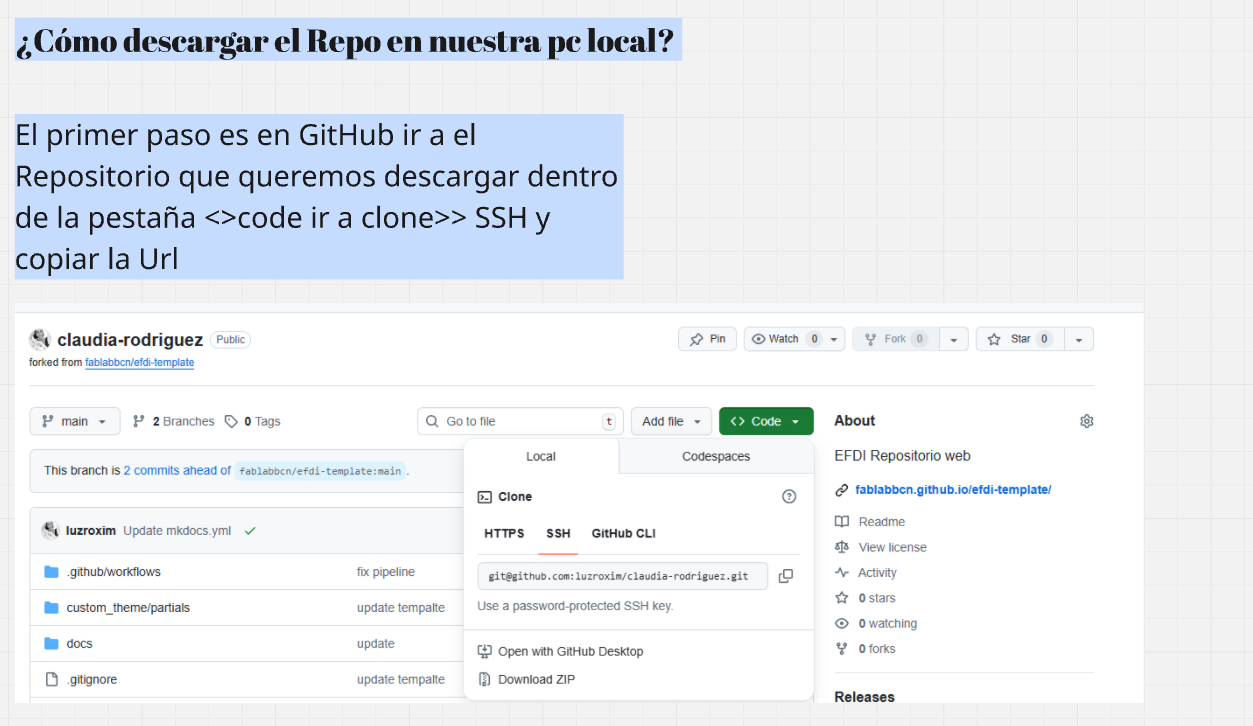 ¿Cómo descargar el Repo en nuestra pc local?
El primer paso es en GitHub ir a el
Repositorio que queremos descargar dentro
de la pestaña <>code ir a clone>> SSH y
copiar la Url
claudia-rodriguez Public
Pin
Watch 0
Fork 0
Star 0
forked from fablabbcn/efdi-template
main
2 Branches
0 Tags
Go to file t
Add file
<> Code
About
Local
Codespaces
EFDI Repositorio web
This branch is 2 commits ahead of fablabbcn/efdi-template:main .
fablabbcn.github.io/efdi-template/
Clone
HTTPS SSH GitHub CLI
git@github.com:luzroxim/claudia-rodriguez.git
Use a password-protected SSH key.
Open with GitHub Desktop
Download ZIP
luzroxim Update mkdocs.yml
.github/workflows fix pipeline
custom_theme/partials update tempalte
docs update
.gitignore update tempalte
Readme
View license
Activity
0 stars
0 watching
0 forks
Releases